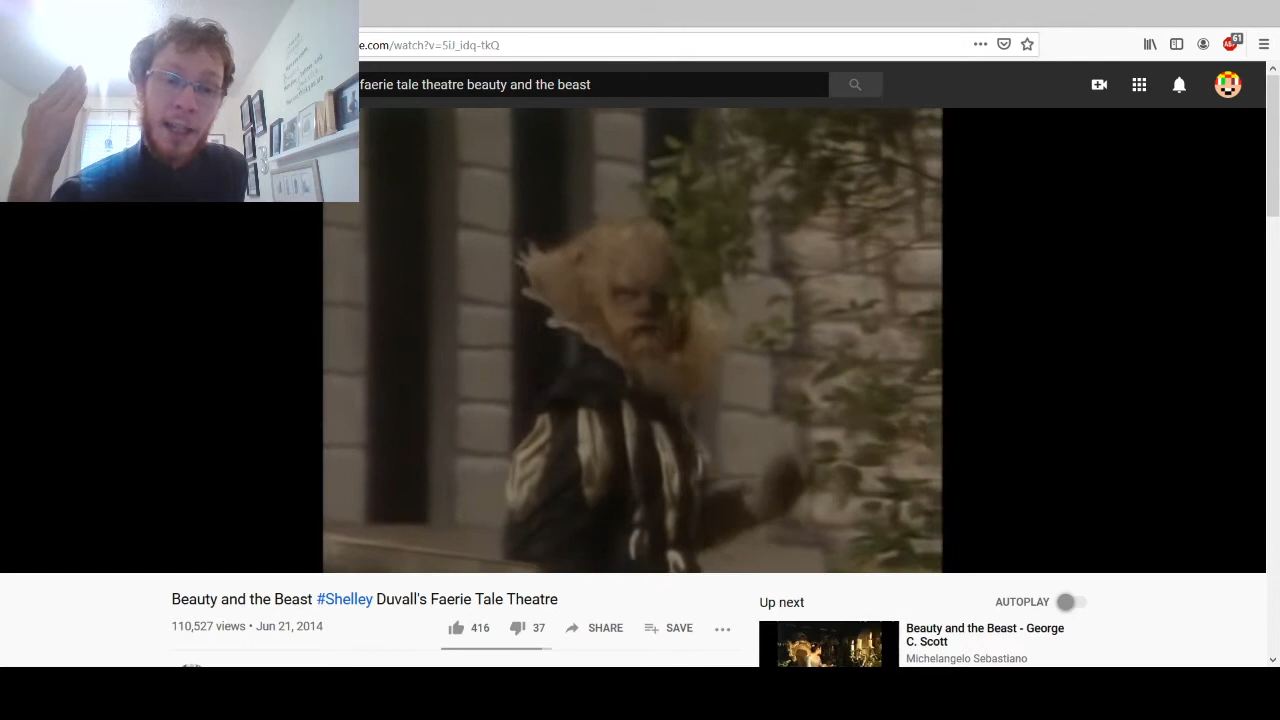 e.com/watch?v=5iJ_idq-tkQ
61
faerie tale theatre beauty and the beast
Beauty and the Beast #Shelley Duvall's Faerie Tale Theatre
110,527 views • Jun 21, 2014
416
37
SHARE
SAVE
Up next
AUTOPLAY
Beauty and the Beast - George
C. Scott
Michelangelo Sebastiano